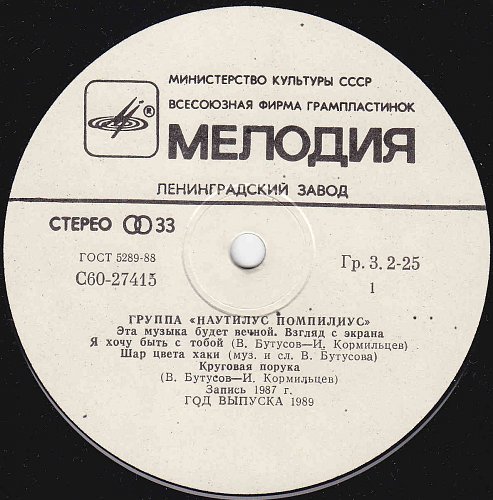 ®
МИНИСТЕРСТВО КУЛЬТУРЫ СССР
ВСЕСОЮЗНАЯ ФИРМА ГРАМПЛАСТИНОК
МЕЛОДИЯ
ЛЕНИНГРАДСКИЙ ЗАВОД
СТЕРЕО 33
ГОСТ 5289-88
С60-27415
Гр. 3. 2-25
1
ГРУППА «НАУТИЛУС ПОМПИЛИУС»
Эта музыка будет вечной. Взгляд с экрана
Я хочу быть с тобой (В. Бутусов—И. Кормильцев)
Шар цвета хаки (муз. и сл. В. Бутусова)
Круговая порука
(В. Бутусов—И. Кормильцев)
Запись 1987 г.
ГОД ВЫПУСКА 1989